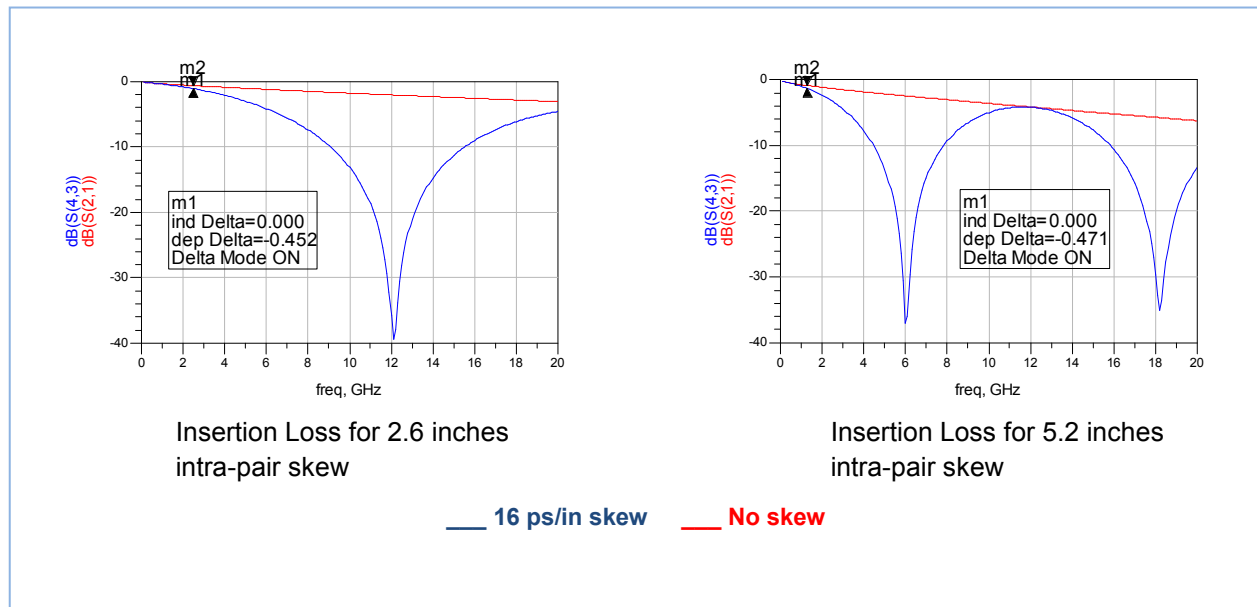 m2
m1
0
-10
-20
-30
-40
dB(S(4,3))
dB(S(2,1))
m1
ind Delta=0.000
dep Delta=-0.452
Delta Mode ON
0 2 4 6 8 10 12 14 16 18 20
freq, GHz
Insertion Loss for 2.6 inches
intra-pair skew
m2
m1
0
-10
-20
-30
-40
dB(S(4,3))
dB(S(2,1))
m1
ind Delta=0.000
dep Delta=-0.471
Delta Mode ON
0 2 4 6 8 10 12 14 16 18 20
freq, GHz
Insertion Loss for 5.2 inches
intra-pair skew
___ 16 ps/in skew ___ No skew